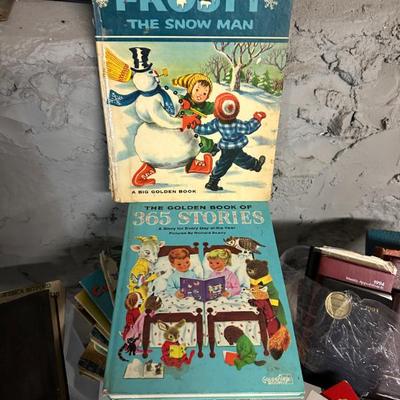 FROSTY
THE SNOW MAN
A BIG GOLDEN BOOK
THE GOLDEN BOOK OF
365 STORIES
A Story for Every Day of the Year
Pictures by Richard Scarry
1994